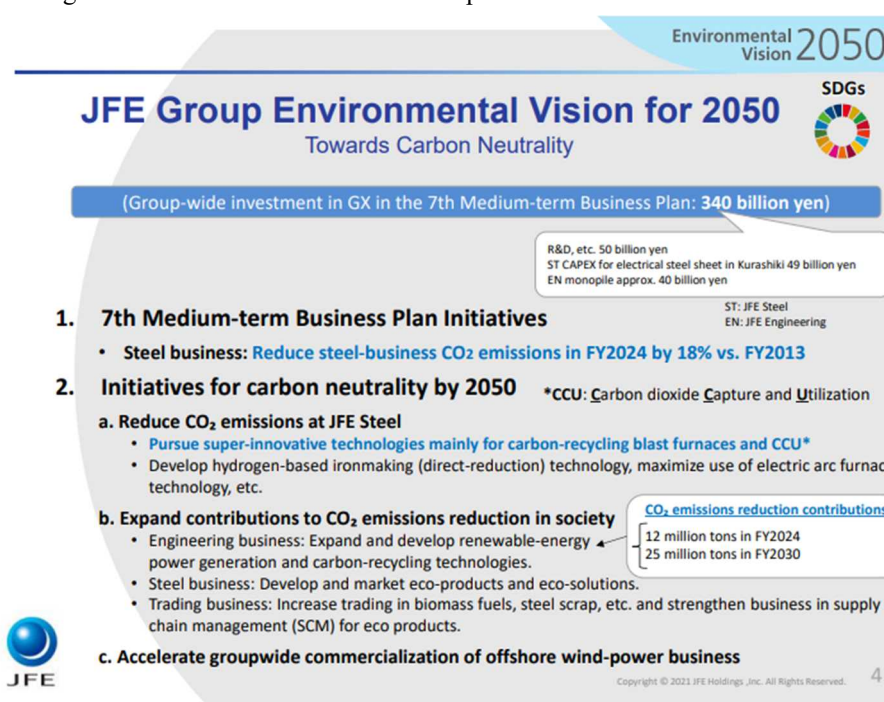 Environmental
Vision 2050
SDGs
JFE Group Environmental Vision for 2050
Towards Carbon Neutrality
(Group-wide investment in GX in the 7th Medium-term Business Plan: 340 billion yen)
R&D, etc. 50 billion yen
ST CAPEX for electrical steel sheet in Kurashiki 49 billion yen
EN monopile approx. 40 billion yen
ST: JFE Steel
EN: JFE Engineering
1. 7th Medium-term Business Plan Initiatives
• Steel business: Reduce steel-business CO2 emissions in FY2024 by 18% vs. FY2013
2. Initiatives for carbon neutrality by 2050 *CCU: Carbon dioxide Capture and Utilization
a. Reduce CO₂ emissions at JFE Steel
• Pursue super-innovative technologies mainly for carbon-recycling blast furnaces and CCU*
• Develop hydrogen-based ironmaking (direct-reduction) technology, maximize use of electric arc furnac
technology, etc.
b. Expand contributions to CO₂ emissions reduction in society
• Engineering business: Expand and develop renewable-energy
power generation and carbon-recycling technologies.
CO₂ emissions reduction contributions
12 million tons in FY2024
25 million tons in FY2030
• Steel business: Develop and market eco-products and eco-solutions.
• Trading business: Increase trading in biomass fuels, steel scrap, etc. and strengthen business in supply
chain management (SCM) for eco products.
c. Accelerate groupwide commercialization of offshore wind-power business
JFE
Copyright © 2021 JFE Holdings ,Inc. All Rights Reserved.
4